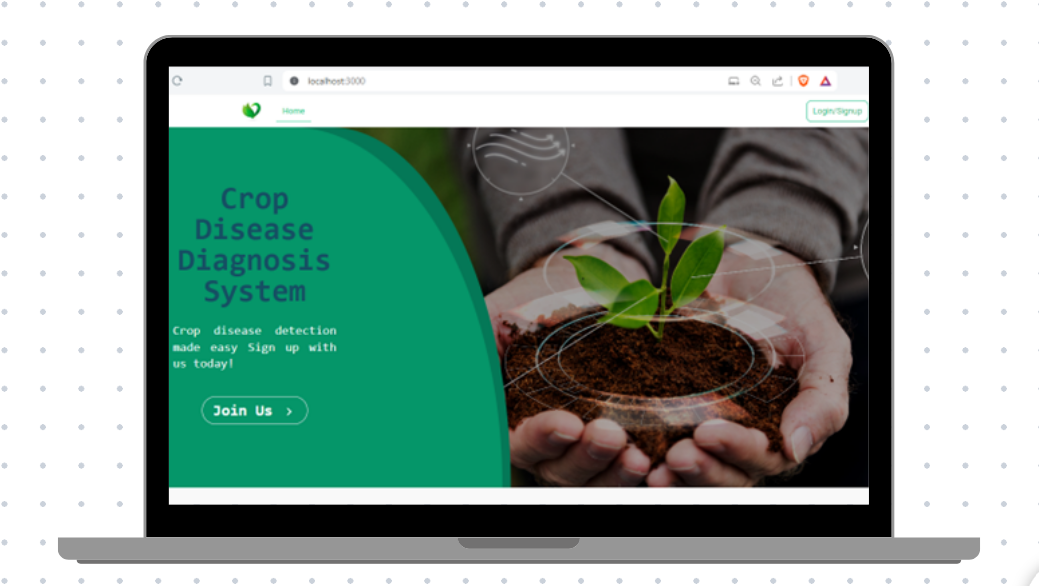 localhost:3000
Home
Login/Signup
Crop
Disease
Diagnosis
System
Crop disease detection
made easy Sign up with
us today!
Join Us >